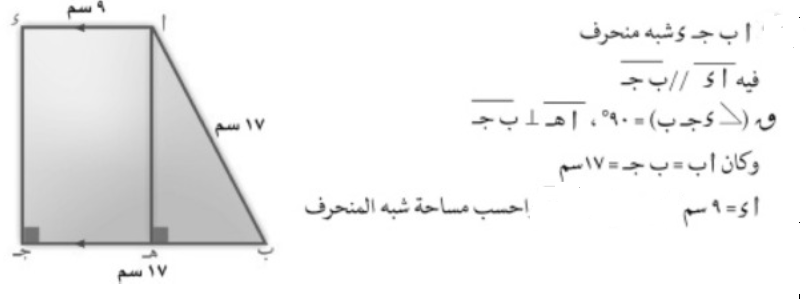 ا ب جـ ء شبه منحرف
فيه ا ء // ب جـ
ق (∠ ء جـ ب) = ٩٠°، ا هـ ⊥ ب جـ
وكان ا ب = ب جـ = ١٧ سم
ا ء = ٩ سم احسب مساحة شبه المنحرف
٩ سم
ء ا
١٧ سم
جـ هـ ب
١٧ سم